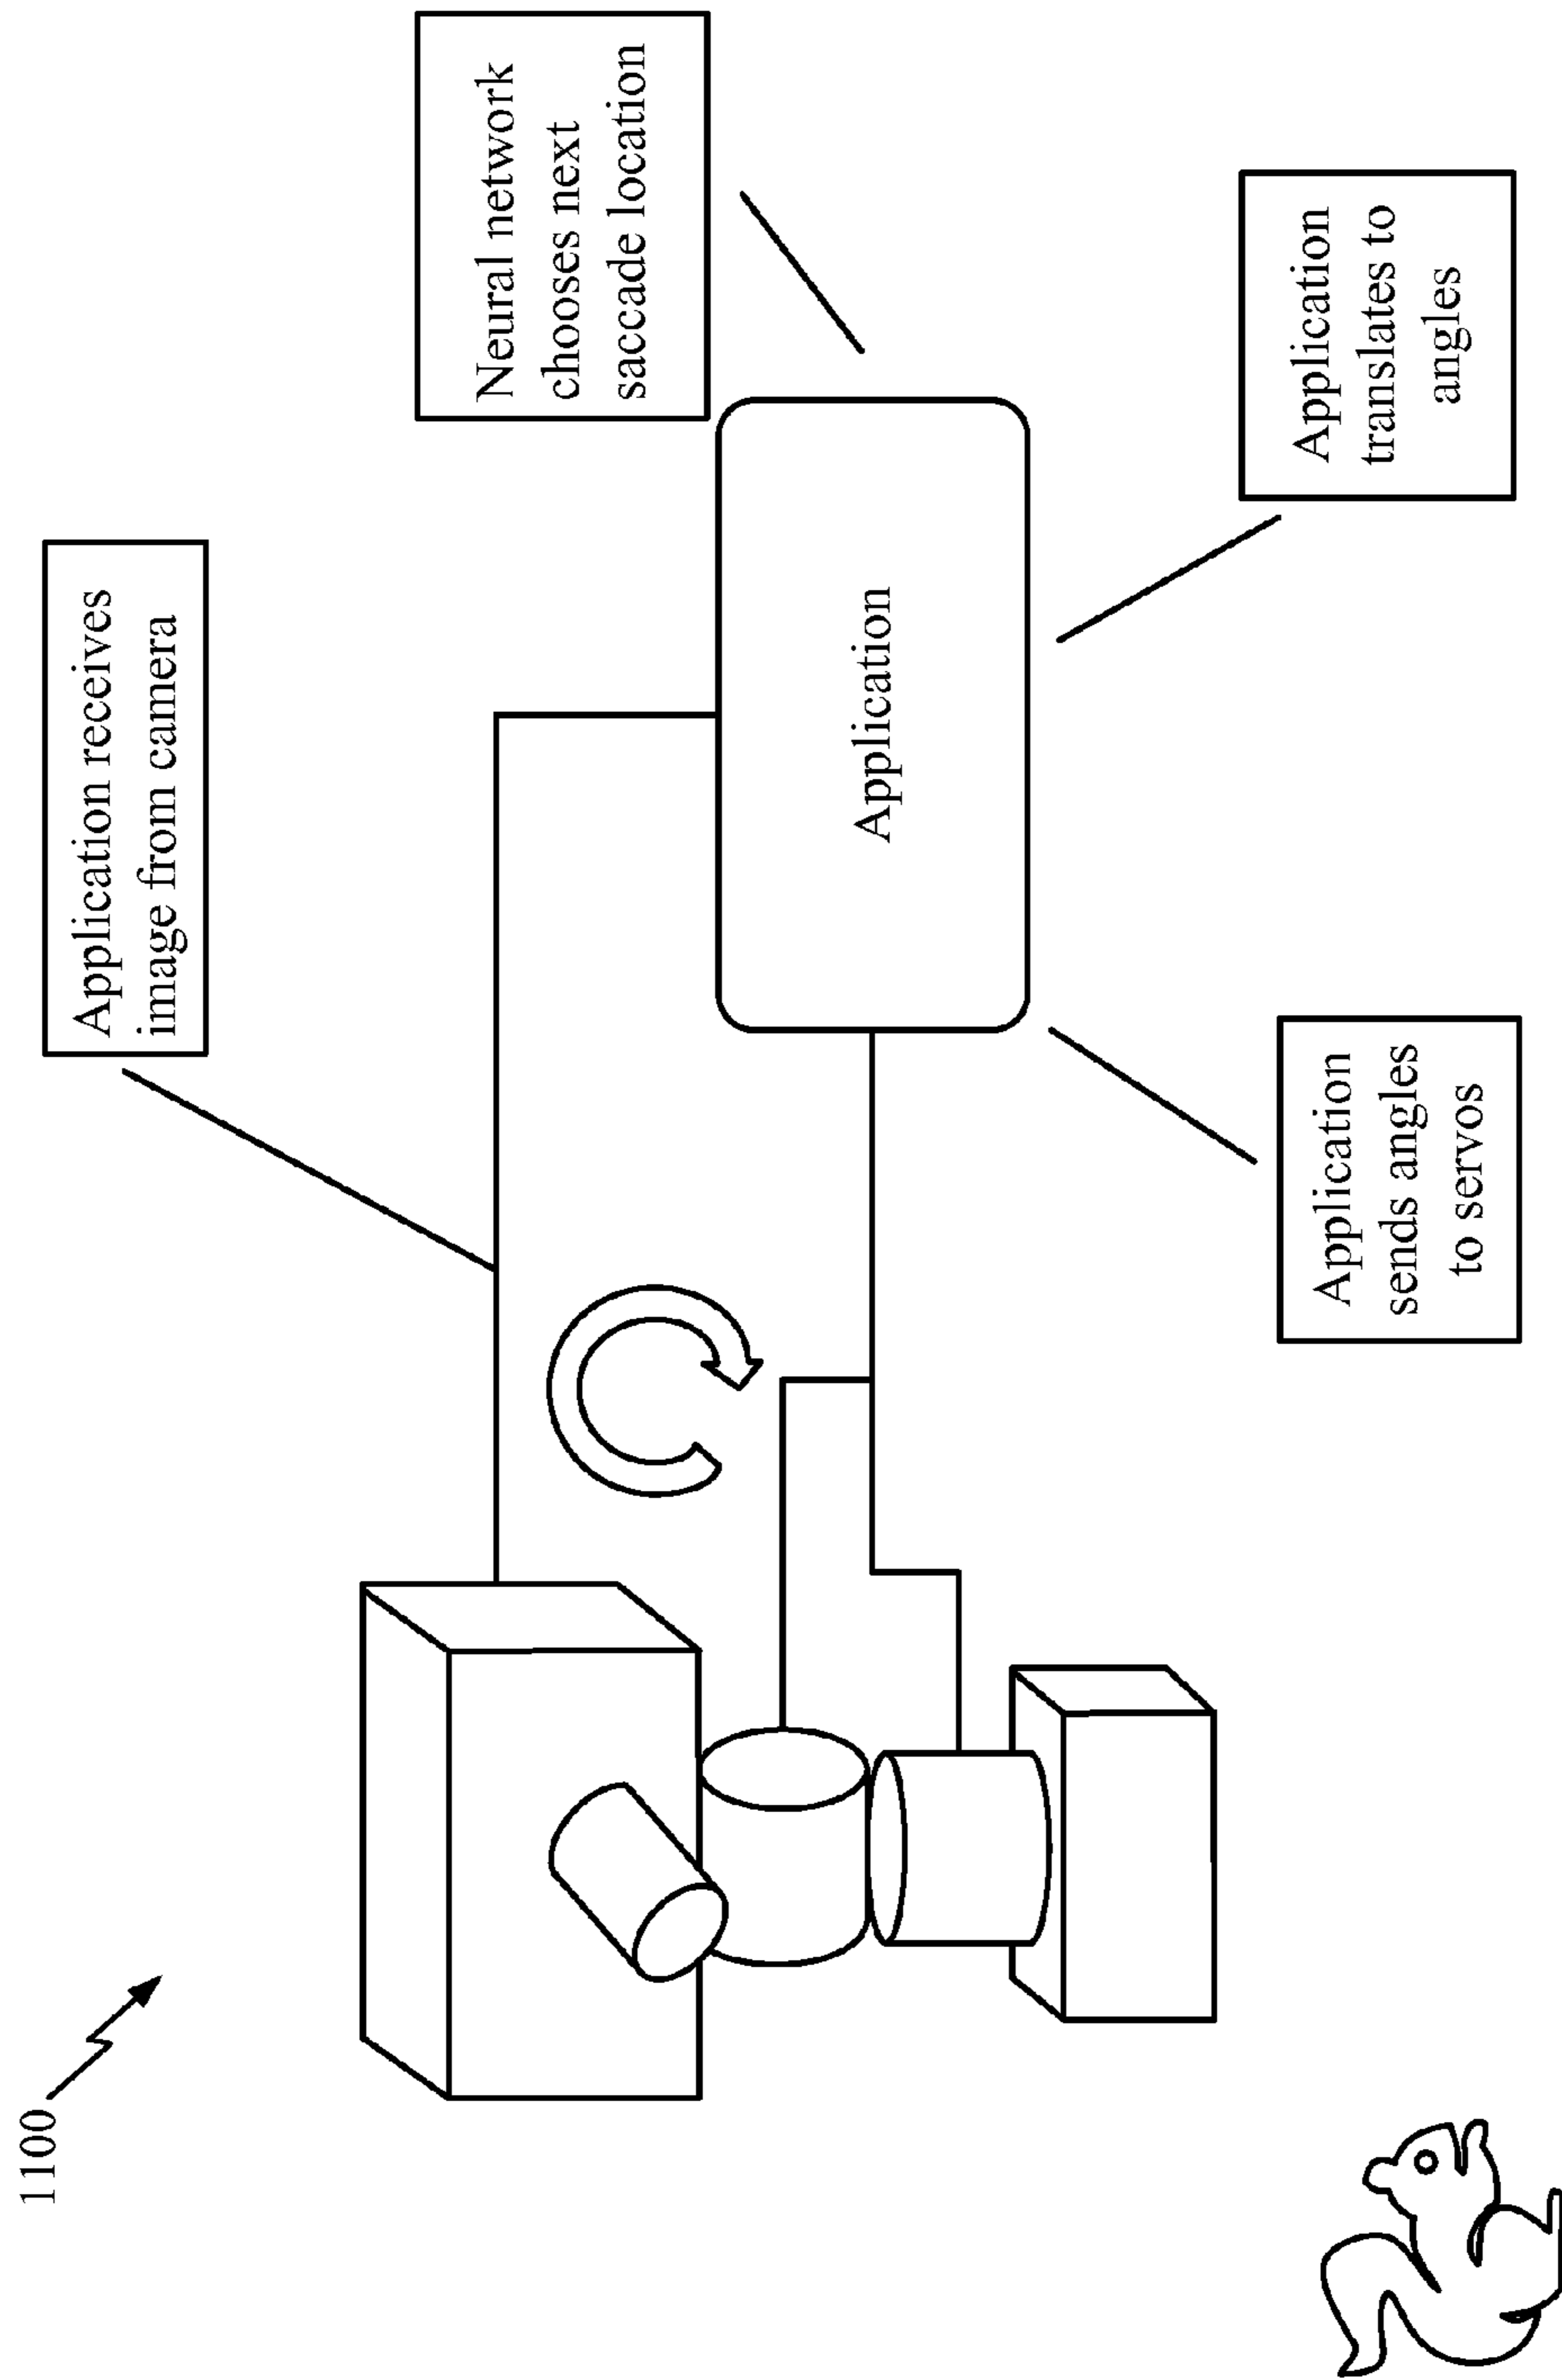 1100
Application receives
image from camera
Neural network
chooses next
saccade location
Application
Application
translates to
angles
Application
sends angles
to servos